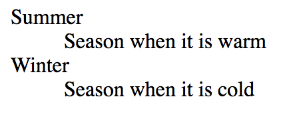 Summer
Season when it is warm
Winter
Season when it is cold